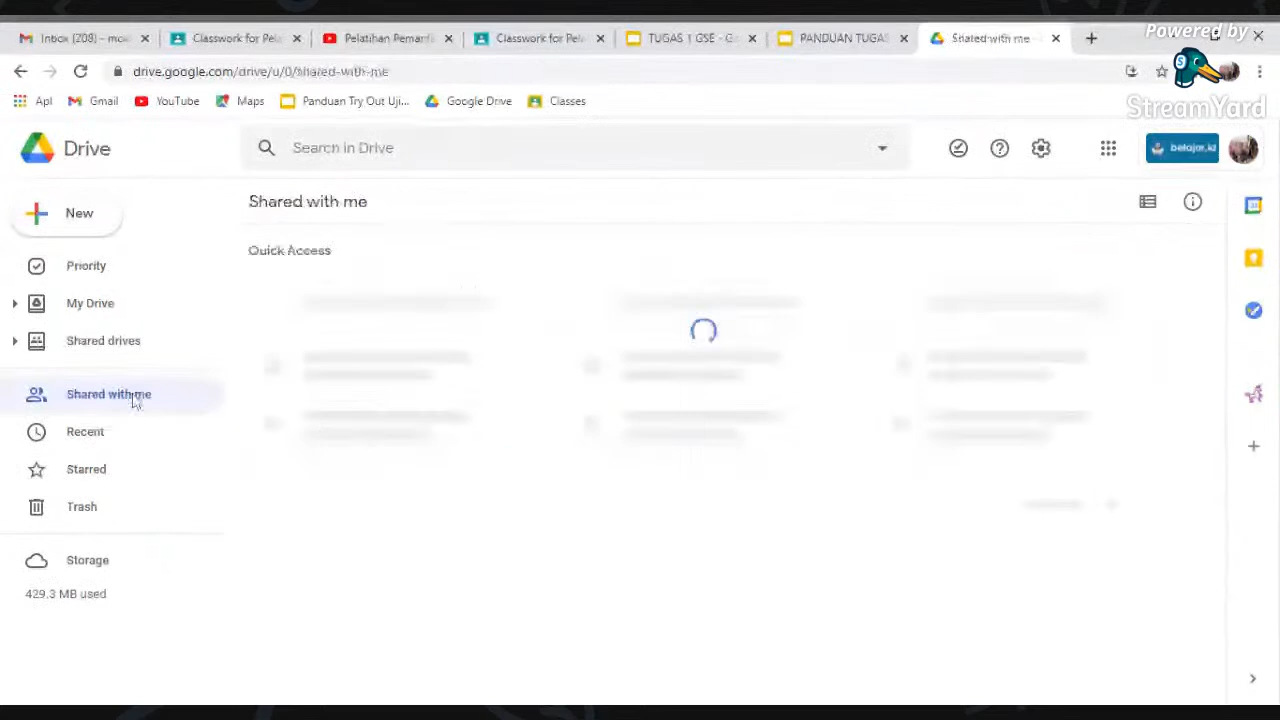 Powered by
StreamYard
Inbox (208) - mo
Classwork for Pel
Pelatihan Pemanf
Classwork for Pel
TUGAS 1 GSE - G
PANDUAN TUGAS
Shared with me -
drive.google.com/drive/u/0/shared-with-me
Apl
Gmail
YouTube
Maps
Panduan Try Out Uji...
Google Drive
Classes
Drive
Search in Drive
belajar.id
New
Shared with me
Quick Access
Priority
My Drive
Shared drives
Shared with me
Recent
Starred
Trash
Storage
429.3 MB used